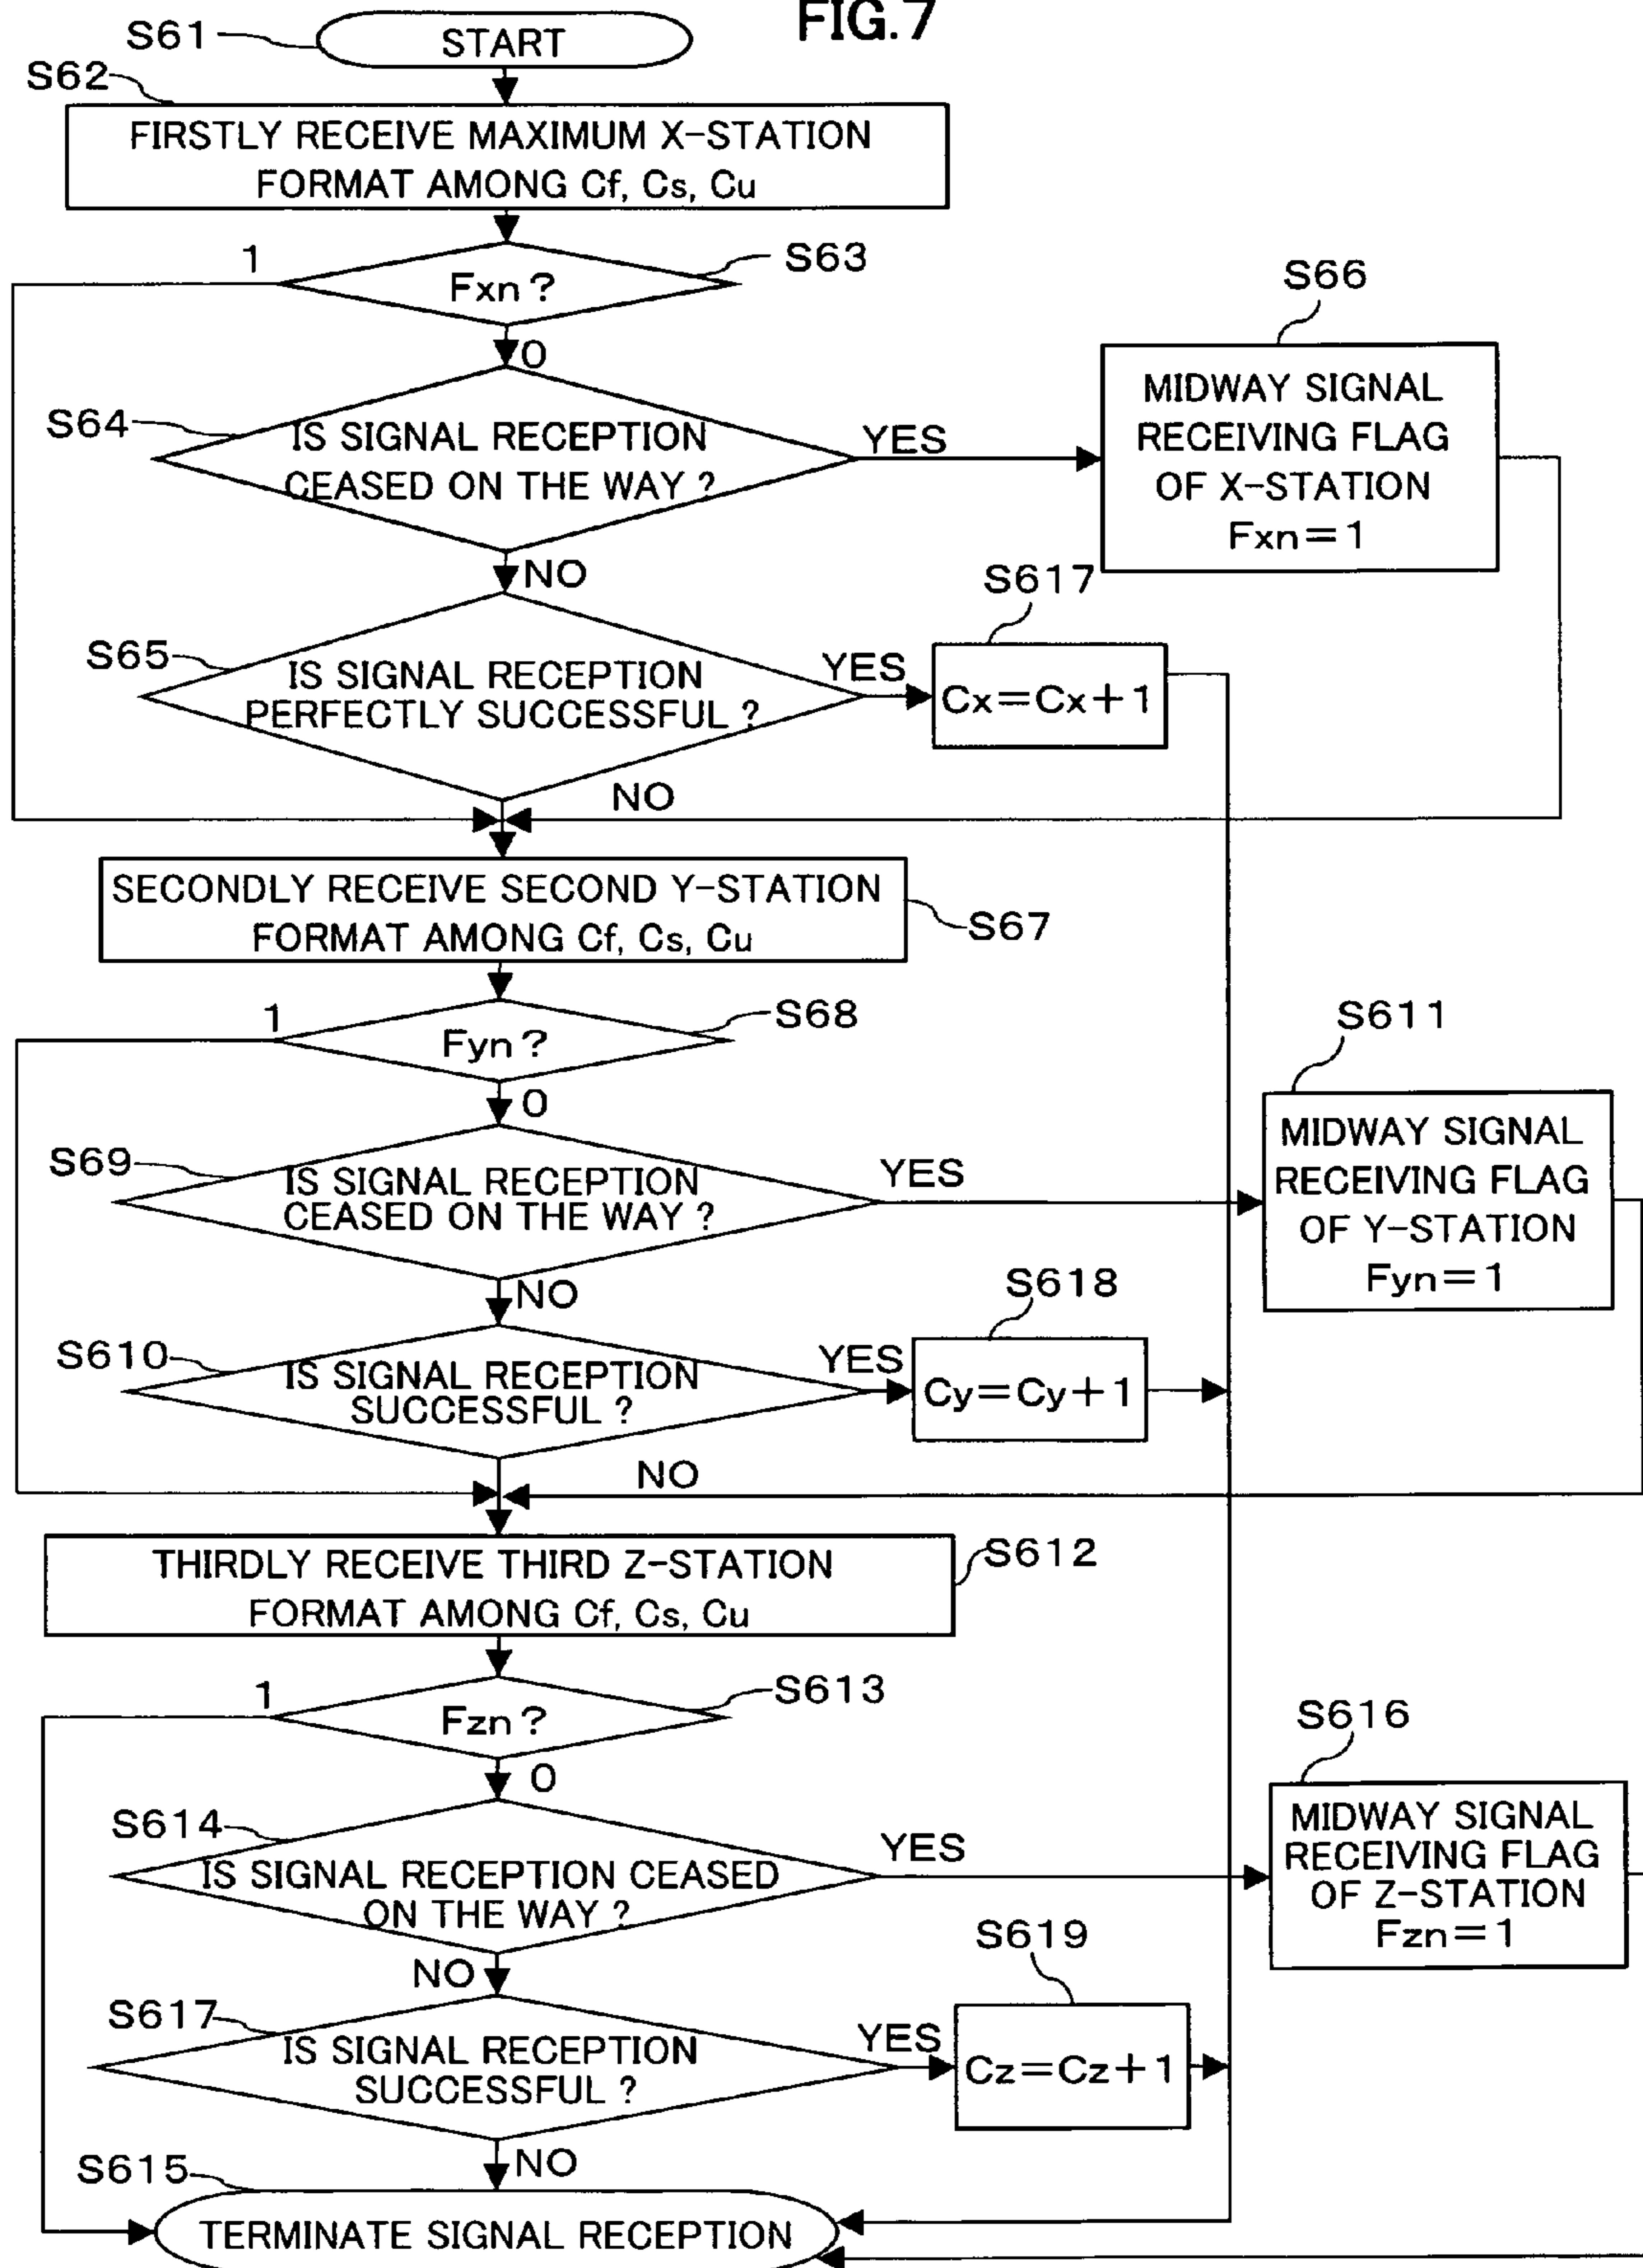 FIG.7
S61
START
S62
FIRSTLY RECEIVE MAXIMUM X-STATION
FORMAT AMONG Cf, Cs, Cu
1
S63
Fxn ?
0
S66
MIDWAY SIGNAL
RECEIVING FLAG
OF X-STATION
Fxn=1
S64
IS SIGNAL RECEPTION
CEASED ON THE WAY ?
YES
NO
S617
S65
IS SIGNAL RECEPTION
PERFECTLY SUCCESSFUL ?
YES
Cx=Cx+1
NO
SECONDLY RECEIVE SECOND Y-STATION
FORMAT AMONG Cf, Cs, Cu
S67
1
S68
Fyn ?
0
S611
MIDWAY SIGNAL
RECEIVING FLAG
OF Y-STATION
Fyn=1
S69
IS SIGNAL RECEPTION
CEASED ON THE WAY ?
YES
NO
S618
S610
IS SIGNAL RECEPTION
SUCCESSFUL ?
YES
Cy=Cy+1
NO
THIRDLY RECEIVE THIRD Z-STATION
FORMAT AMONG Cf, Cs, Cu
S612
1
S613
Fzn ?
0
S616
MIDWAY SIGNAL
RECEIVING FLAG
OF Z-STATION
Fzn=1
S614
IS SIGNAL RECEPTION CEASED
ON THE WAY ?
YES
NO
S619
S617
IS SIGNAL RECEPTION
SUCCESSFUL ?
YES
Cz=Cz+1
NO
S615
TERMINATE SIGNAL RECEPTION